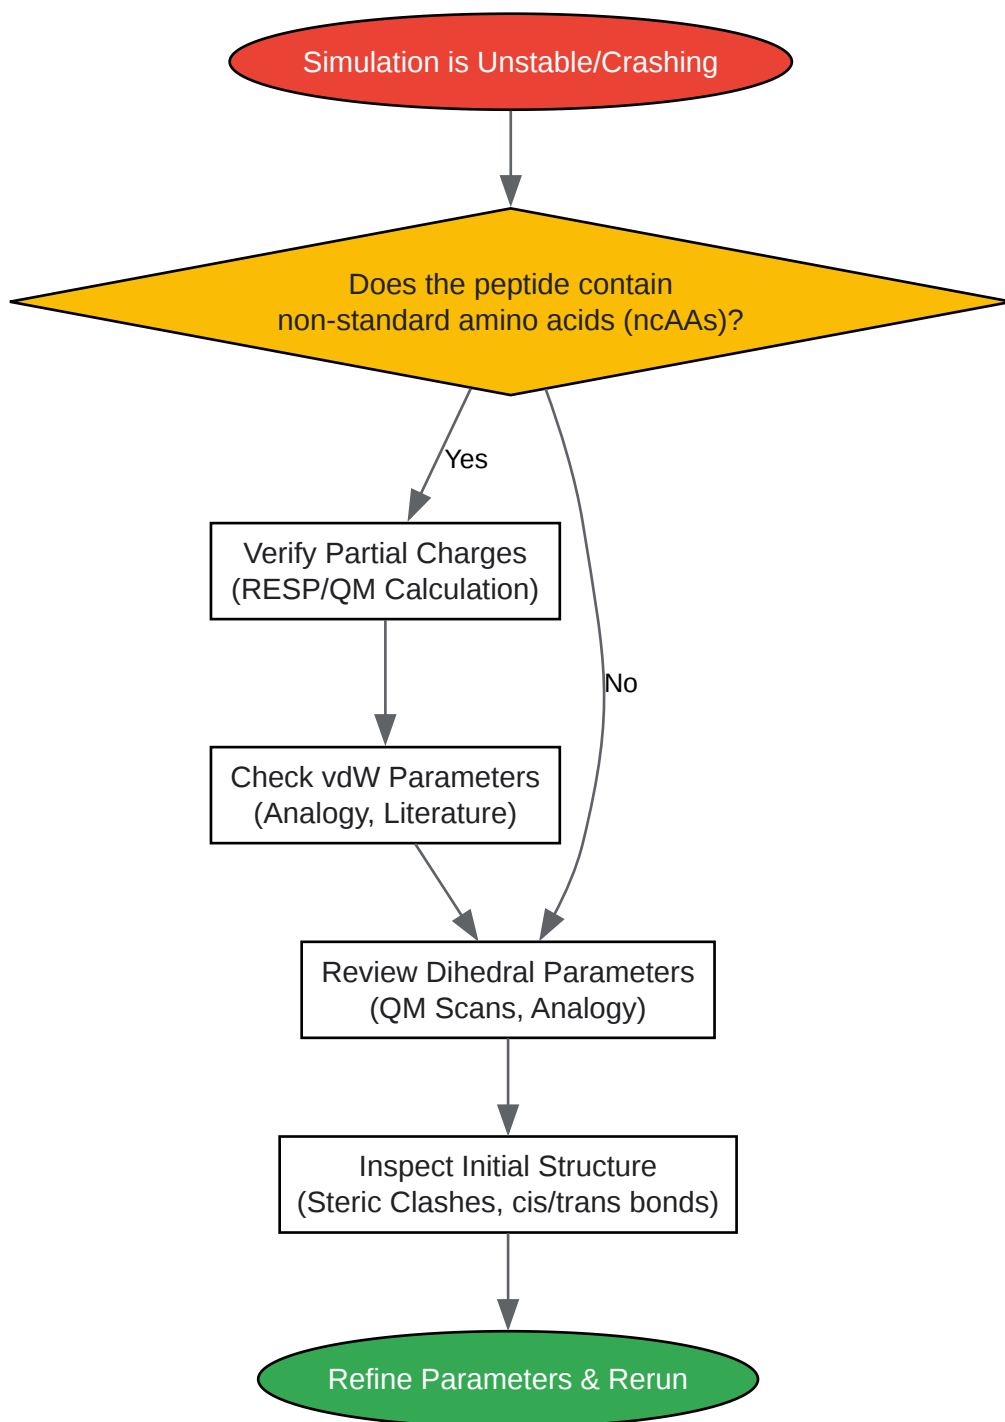 Simulation is Unstable/Crashing
Does the peptide contain
non-standard amino acids (ncAAs)?
Yes
Verify Partial Charges
(RESP/QM Calculation)
No
Check vdW Parameters
(Analogy, Literature)
Review Dihedral Parameters
(QM Scans, Analogy)
Inspect Initial Structure
(Steric Clashes, cis/trans bonds)
Refine Parameters & Rerun